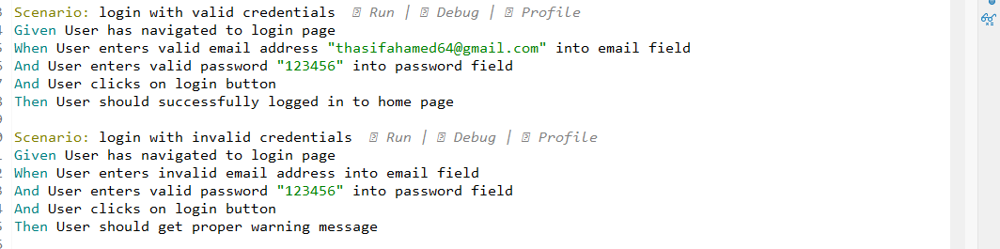 Scenario: login with valid credentials Run | Debug | Profile
Given User has navigated to login page
When User enters valid email address "thasifahamed64@gmail.com" into email field
And User enters valid password "123456" into password field
And User clicks on login button
Then User should successfully logged in to home page
Scenario: login with invalid credentials Run | Debug | Profile
Given User has navigated to login page
When User enters invalid email address into email field
And User enters valid password "123456" into password field
And User clicks on login button
Then User should get proper warning message